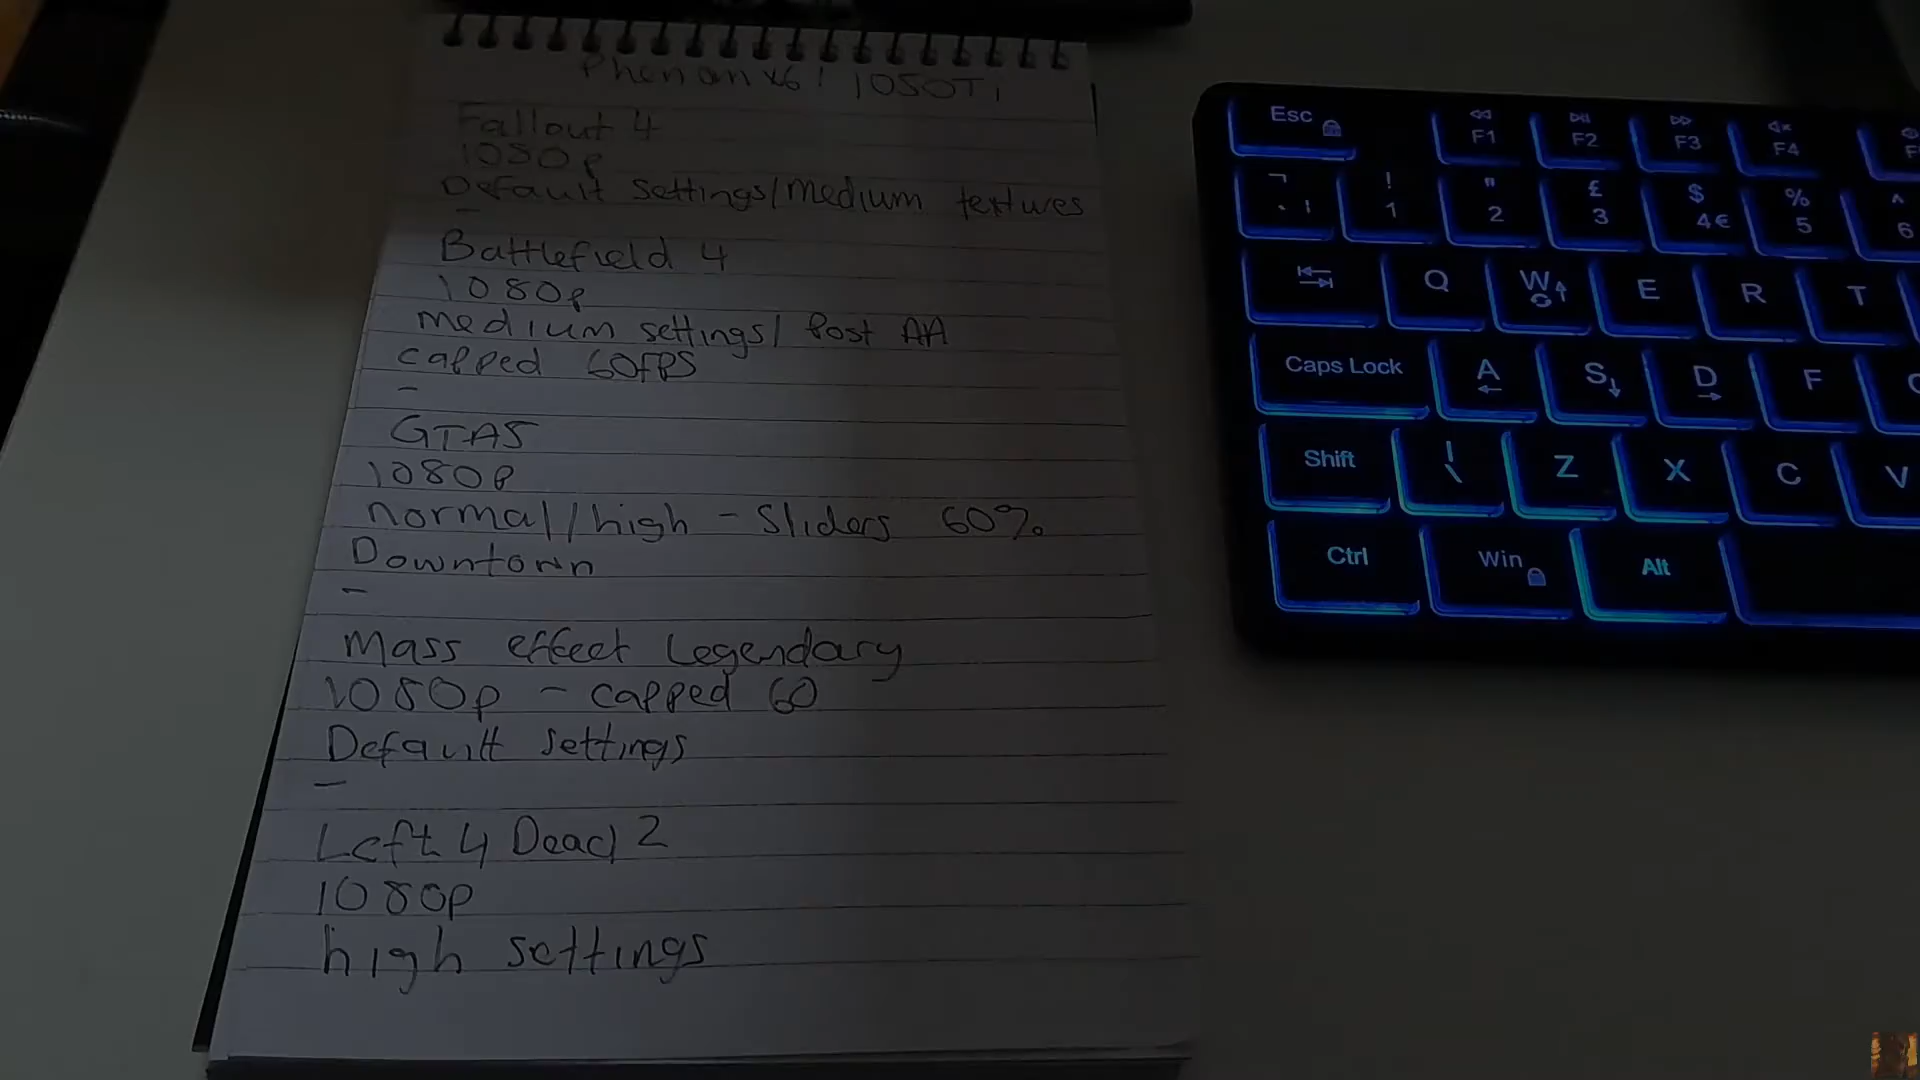 Phenom x6 / 1050Ti
Fallout 4
1080p
Default settings/medium textures
-
Battlefield 4
1080p
medium settings/ Post AA
capped 60FPS
-
GTA5
1080p
normal/high - Sliders 60%
Downtown
-
Mass effect Legendary
1080p - capped 60
Default settings
-
Left 4 Dead 2
1080p
high settings
Esc F1 F2 F3 F4 F
¬ ` ¦ ! 1 " 2 £ 3 $ 4 € % 5 ^ 6
Q W E R T
Caps Lock A S D F
Shift | \ Z X C V
Ctrl Win Alt